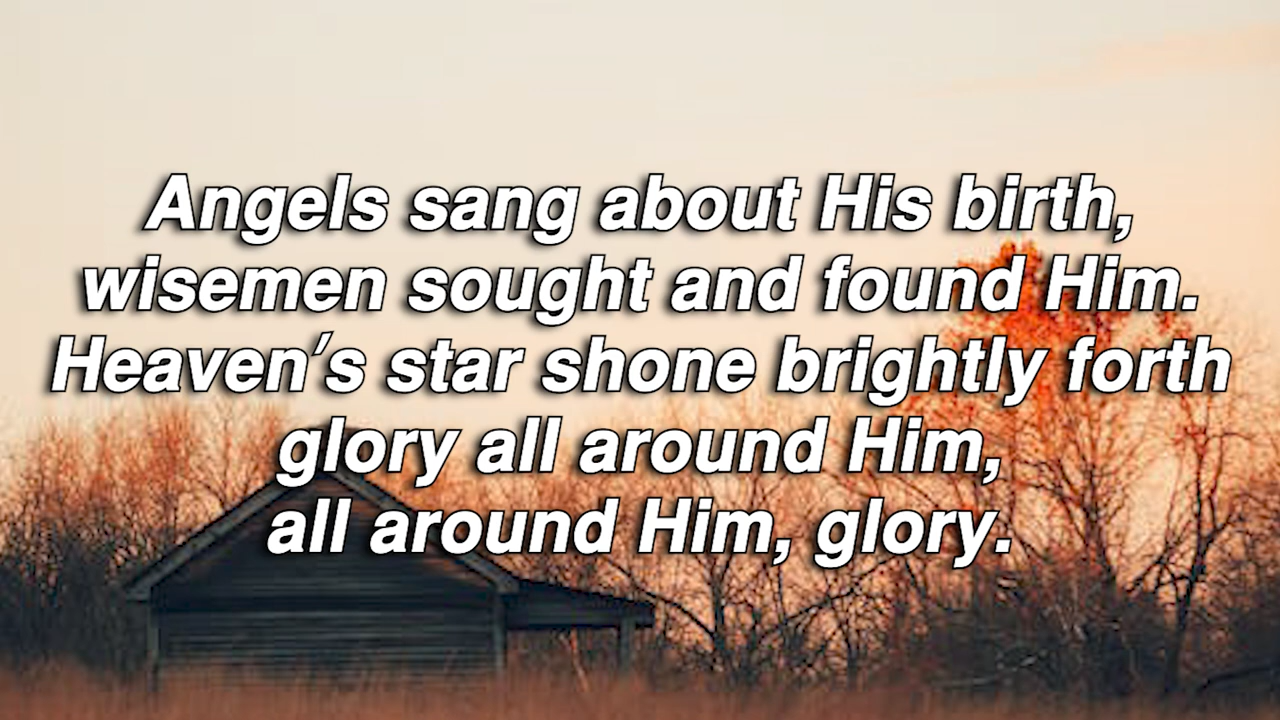 Angels sang about His birth,
wisemen sought and found Him.
Heaven's star shone brightly forth
glory all around Him,
all around Him, glory.